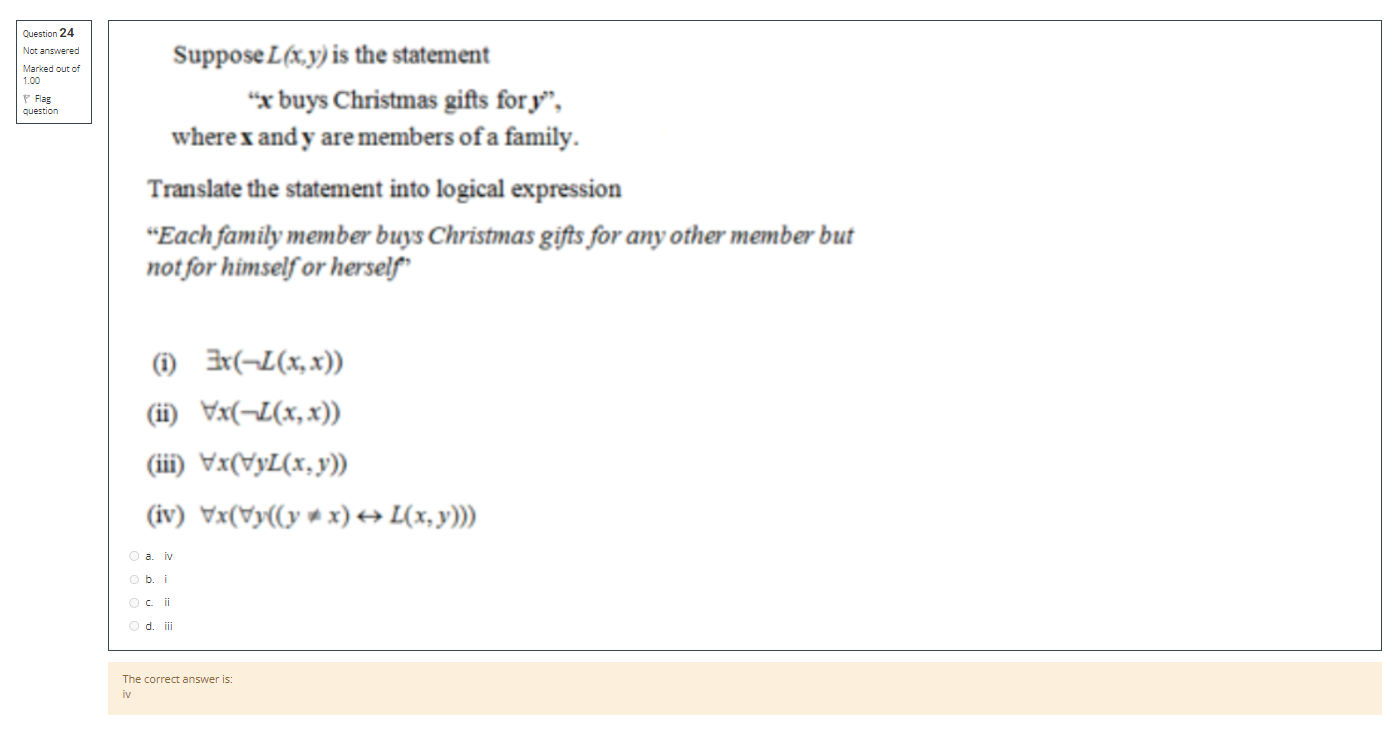 Question 24
Not answered
Marked out of
1.00
Flag
question
Suppose L(x,y) is the statement
“x buys Christmas gifts for y”,
where x and y are members of a family.
Translate the statement into logical expression
“Each family member buys Christmas gifts for any other member but
not for himself or herself”
(i) ∃x(¬L(x,x))
(ii) ∀x(¬L(x,x))
(iii) ∀x(∀yL(x,y))
(iv) ∀x(∀y((y ≠ x) ↔ L(x,y)))
a. iv
b. i
c. ii
d. iii
The correct answer is:
iv